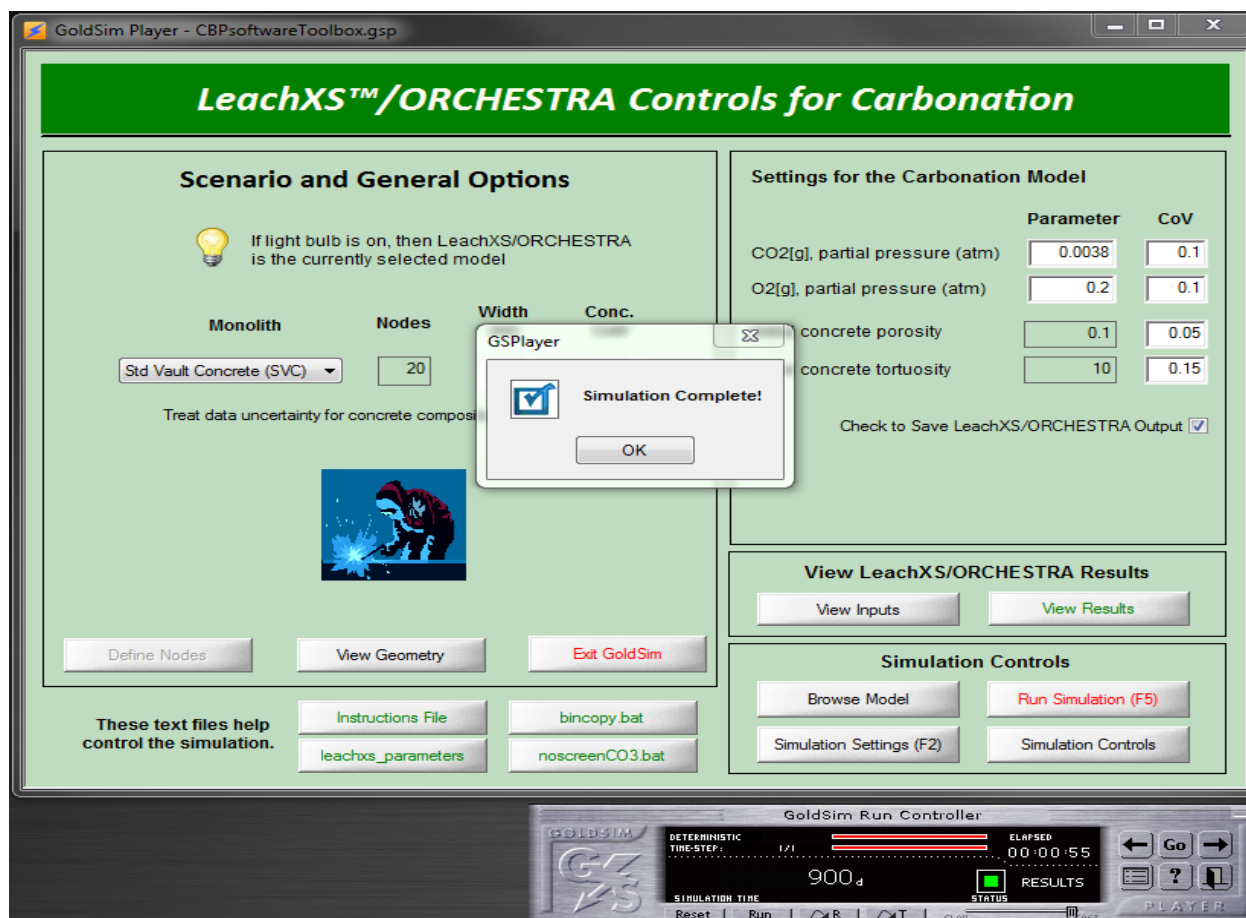 GoldSim Player - CBPsoftwareToolbox.gsp
LeachXS™/ORCHESTRA Controls for Carbonation
Scenario and General Options
If light bulb is on, then LeachXS/ORCHESTRA
is the currently selected model
Monolith
Nodes
Width
Conc.
Std Vault Concrete (SVC)
20
Treat data uncertainty for concrete
Define Nodes
View Geometry
Exit GoldSim
Settings for the Carbonation Model
Parameter
CoV
CO2[g], partial pressure (atm)
0.0038
0.1
O2[g], partial pressure (atm)
0.2
0.1
concrete porosity
0.1
0.05
concrete tortuosity
10
0.15
Check to Save LeachXS/ORCHESTRA Output
GSPlayer
Simulation Complete!
OK
View LeachXS/ORCHESTRA Results
View Inputs
View Results
Simulation Controls
Browse Model
Run Simulation (F5)
Simulation Settings (F2)
Simulation Controls
These text files help
control the simulation.
Instructions File
bincopy.bat
leachxs_parameters
noscreenCO3.bat
GoldSim Run Controller
GOLDSIM
DETERMINISTIC
TIME-STEP: 1/1
ELAPSED
00:00:55
900d
RESULTS
SIMULATION TIME
STATUS
Go
?
Reset
Run
R
T
PLAYER